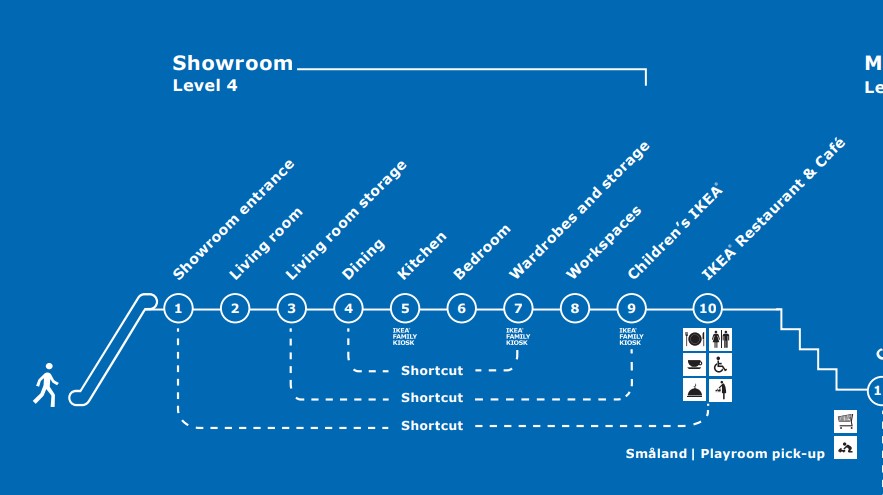 Showroom
Level 4
M
Le
Showroom entrance
Living room
Living room storage
Dining
Kitchen
Bedroom
Wardrobes and storage
Workspaces
Children's IKEA®
IKEA® Restaurant & Café
1 2 3 4 5 6 7 8 9 10
IKEA®
FAMILY
KIOSK
IKEA®
FAMILY
KIOSK
IKEA®
FAMILY
KIOSK
Shortcut
Shortcut
Shortcut
1
Småland | Playroom pick-up